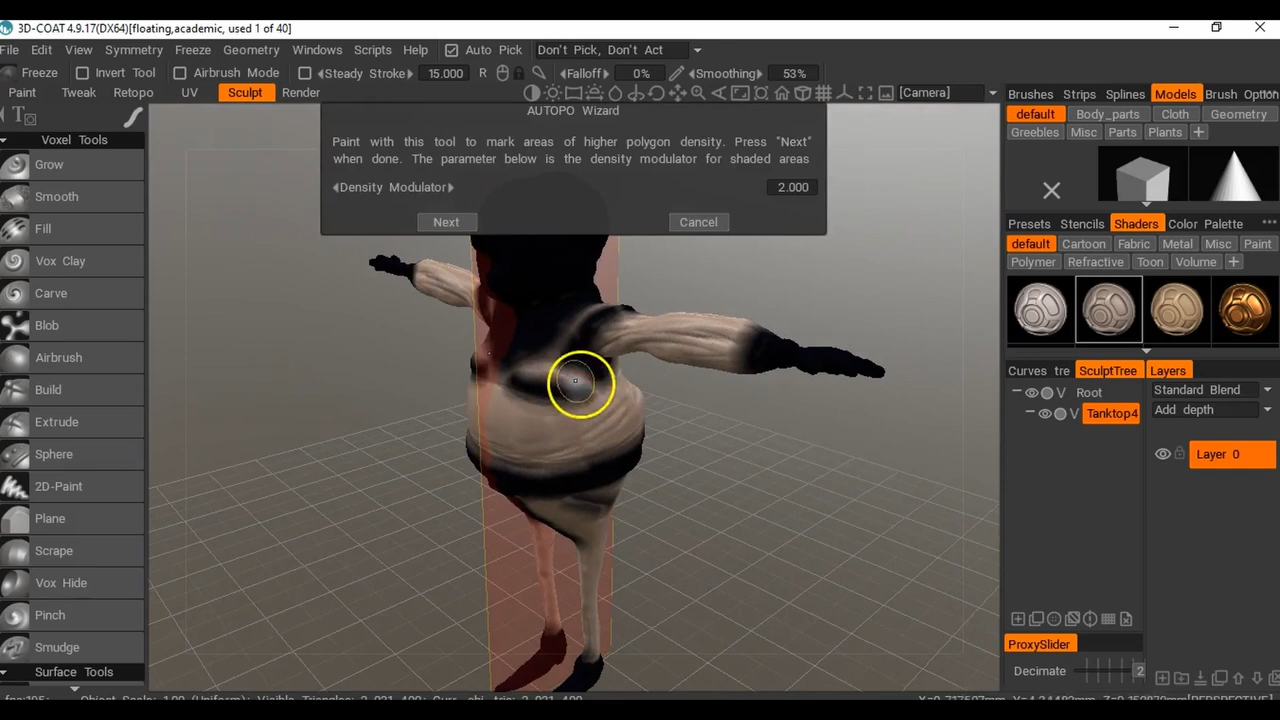 3D-COAT 4.9.17(DX64)[floating,academic, used 1 of 40]
File Edit View Symmetry Freeze Geometry Windows Scripts Help Auto Pick Don't Pick, Don't Act
Freeze Invert Tool Airbrush Mode Steady Stroke 15.000 R Falloff 0% Smoothing 53%
Paint Tweak Retopo UV Sculpt Render [Camera]
Brushes Strips Splines Models Brush Option
default Body_parts Cloth Geometry
Greebles Misc Parts Plants +
AUTOPO Wizard
Paint with this tool to mark areas of higher polygon density. Press "Next"
when done. The parameter below is the density modulator for shaded areas
Density Modulator 2.000
Next Cancel
Voxel Tools
Grow
Smooth
Fill
Vox Clay
Carve
Blob
Airbrush
Build
Extrude
Sphere
2D-Paint
Plane
Scrape
Vox Hide
Pinch
Smudge
Surface Tools
Presets Stencils Shaders Color Palette
default Cartoon Fabric Metal Misc Paint
Polymer Refractive Toon Volume +
Curves tre SculptTree Layers
V Root
V Tanktop4
Standard Blend
Add depth
Layer 0
ProxySlider
Decimate 2